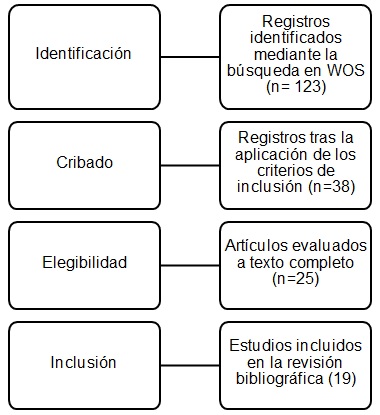 Identificación
Registros
identificados
mediante la
búsqueda en WOS
(n= 123)
Cribado
Registros tras la
aplicación de los
criterios de
inclusión (n=38)
Elegibilidad
Artículos evaluados
a texto completo
(n=25)
Inclusión
Estudios incluidos
en la revisión
bibliográfica (19)